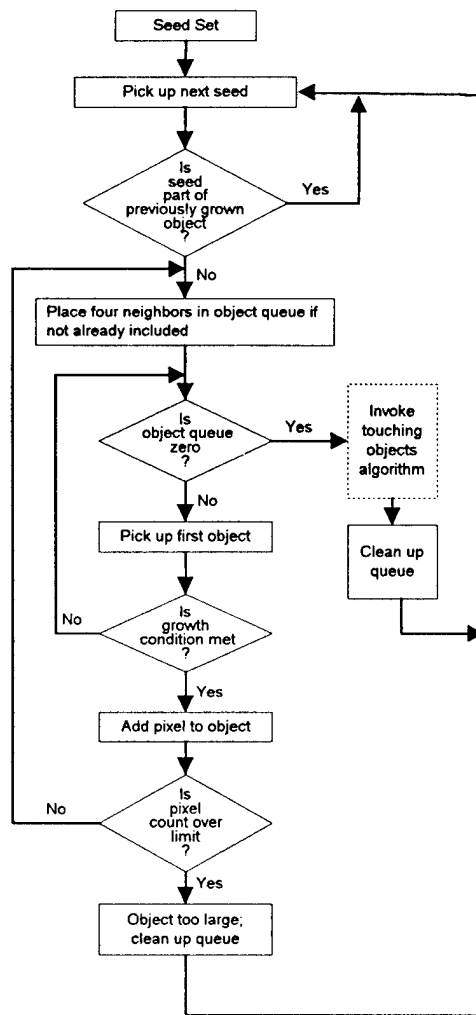 Seed Set
Pick up next seed
Is
seed
part of
previously grown
object
?
Yes
No
Place four neighbors in object queue if
not already included
Is
object queue
zero
?
Yes
No
Invoke
touching
objects
algorithm
Pick up first object
Clean up
queue
Is
growth
condition met
?
No
Yes
Add pixel to object
Is
pixel
count over
limit
?
No
Yes
Object too large;
clean up queue